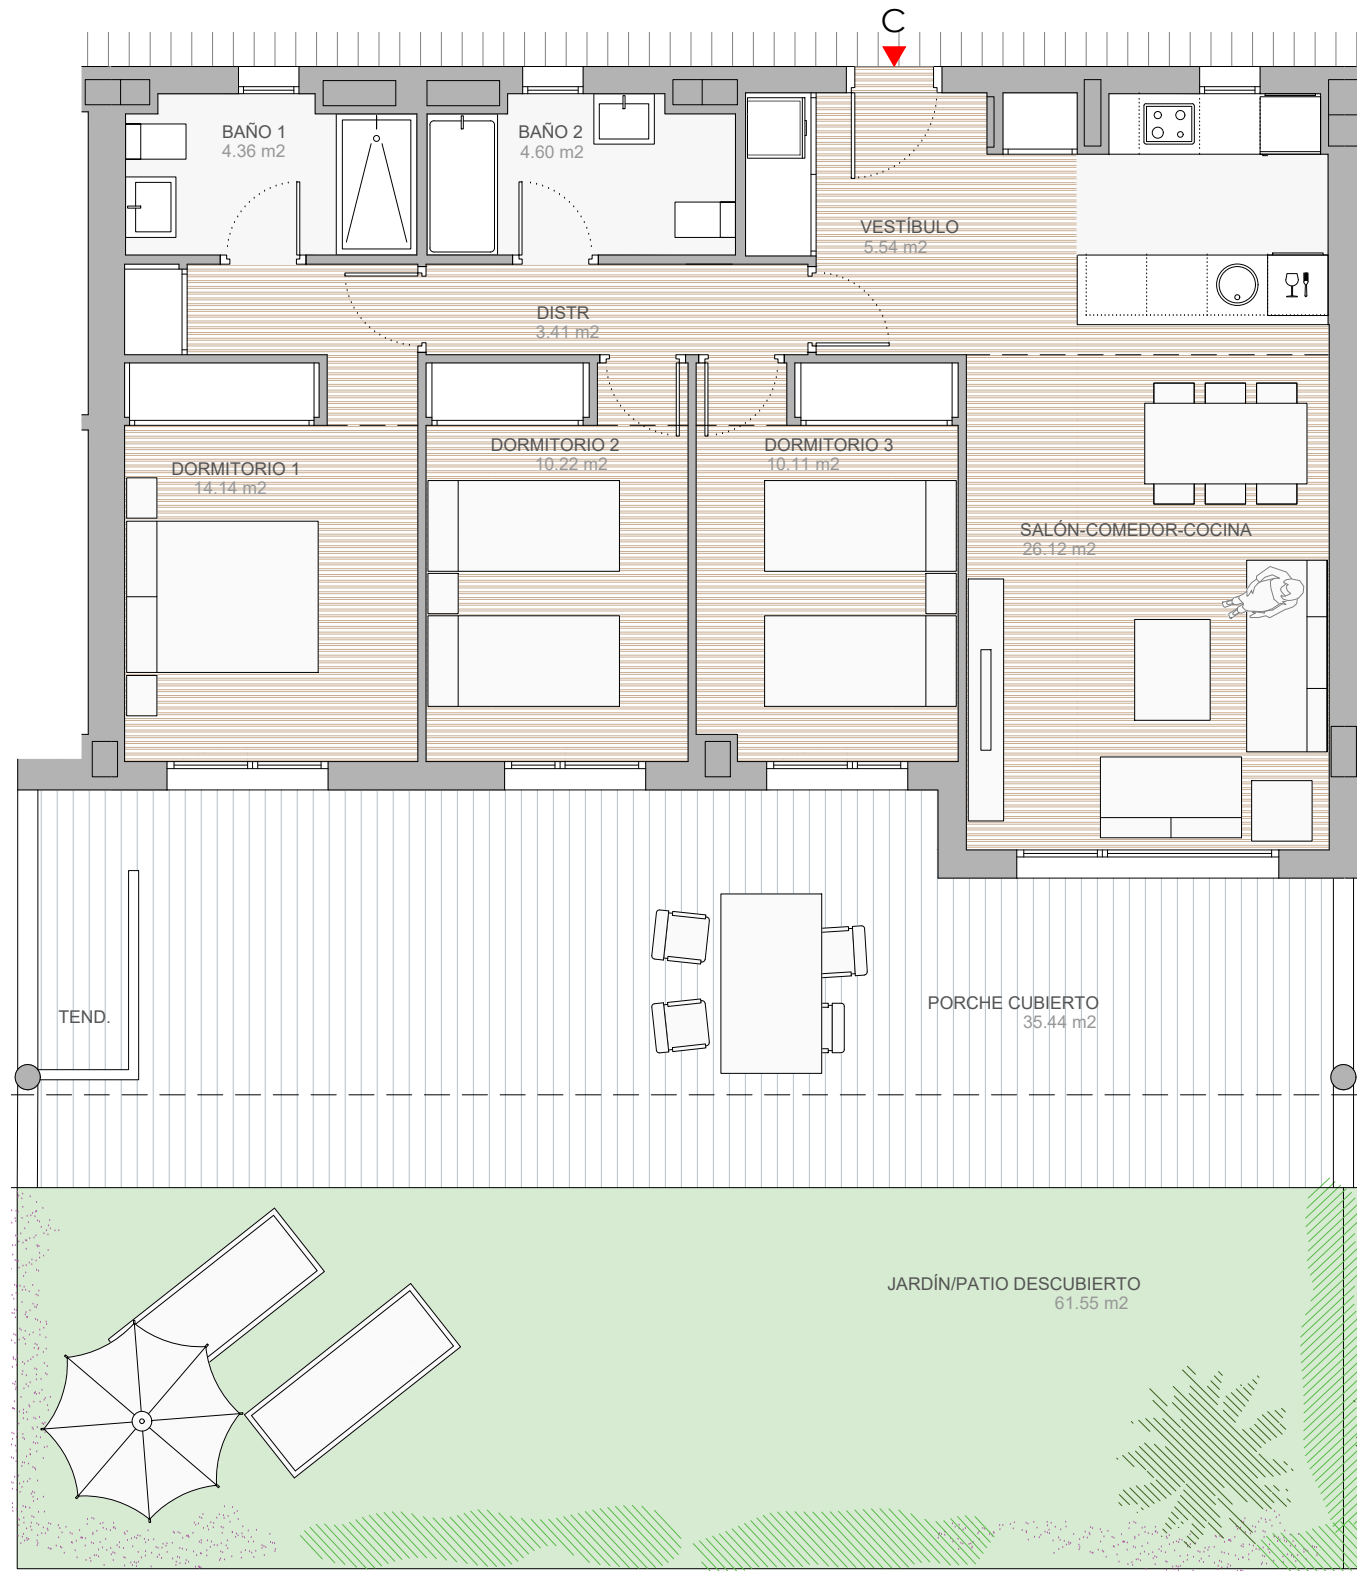 C
BAÑO 1
4.36 m2
BAÑO 2
4.60 m2
VESTÍBULO
5.54 m2
DISTR
3.41 m2
DORMITORIO 1
14.14 m2
DORMITORIO 2
10.22 m2
DORMITORIO 3
10.11 m2
SALÓN-COMEDOR-COCINA
26.12 m2
TEND.
PORCHE CUBIERTO
35.44 m2
JARDÍN/PATIO DESCUBIERTO
61.55 m2